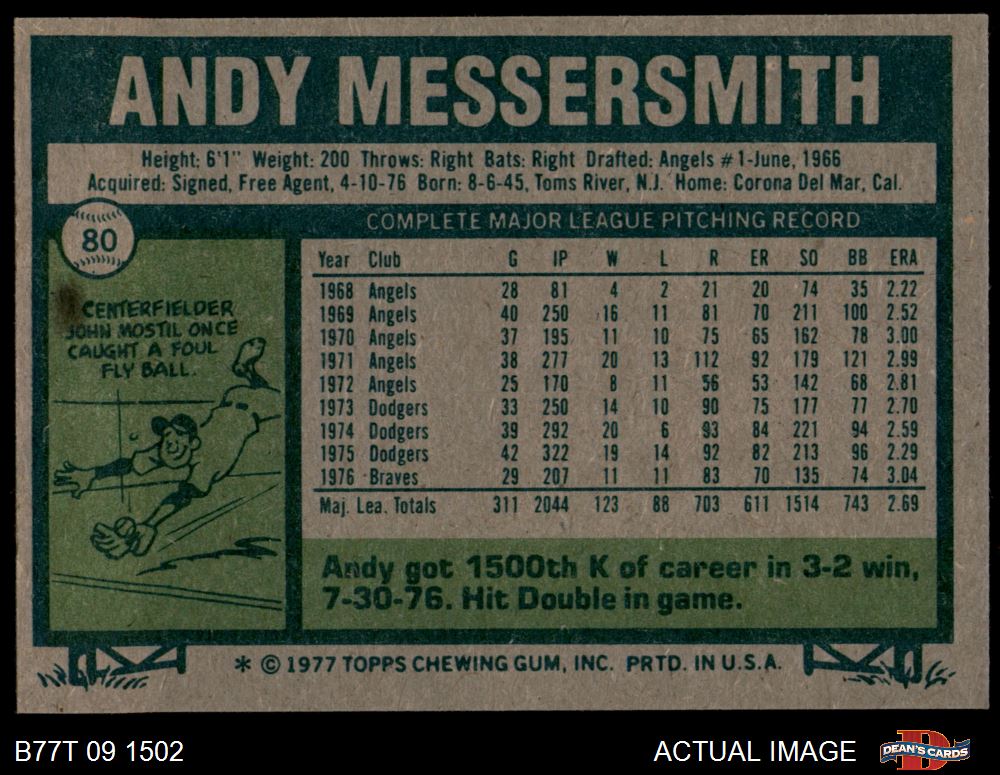 ANDY MESSERSMITH
Height: 6'1" Weight: 200 Throws: Right Bats: Right Drafted: Angels #1-June, 1966
Acquired: Signed, Free Agent, 4-10-76 Born: 8-6-45, Toms River, N.J. Home: Corona Del Mar, Cal.
80
COMPLETE MAJOR LEAGUE PITCHING RECORD
CENTERFIELDER
JOHN MOSTIL ONCE
CAUGHT A FOUL
FLY BALL.
Year Club G IP W L R ER SO BB ERA
1968 Angels 28 81 4 2 21 20 74 35 2.22
1969 Angels 40 250 16 11 81 70 211 100 2.52
1970 Angels 37 195 11 10 75 65 162 78 3.00
1971 Angels 38 277 20 13 112 92 179 121 2.99
1972 Angels 25 170 8 11 56 53 142 68 2.81
1973 Dodgers 33 250 14 10 90 75 177 77 2.70
1974 Dodgers 39 292 20 6 93 84 221 94 2.59
1975 Dodgers 42 322 19 14 92 82 213 96 2.29
1976 Braves 29 207 11 11 83 70 135 74 3.04
Maj. Lea. Totals 311 2044 123 88 703 611 1514 743 2.69
Andy got 1500th K of career in 3-2 win,
7-30-76. Hit Double in game.
* © 1977 TOPPS CHEWING GUM, INC. PRTD. IN U.S.A.
B77T 09 1502
ACTUAL IMAGE
DEAN'S CARDS